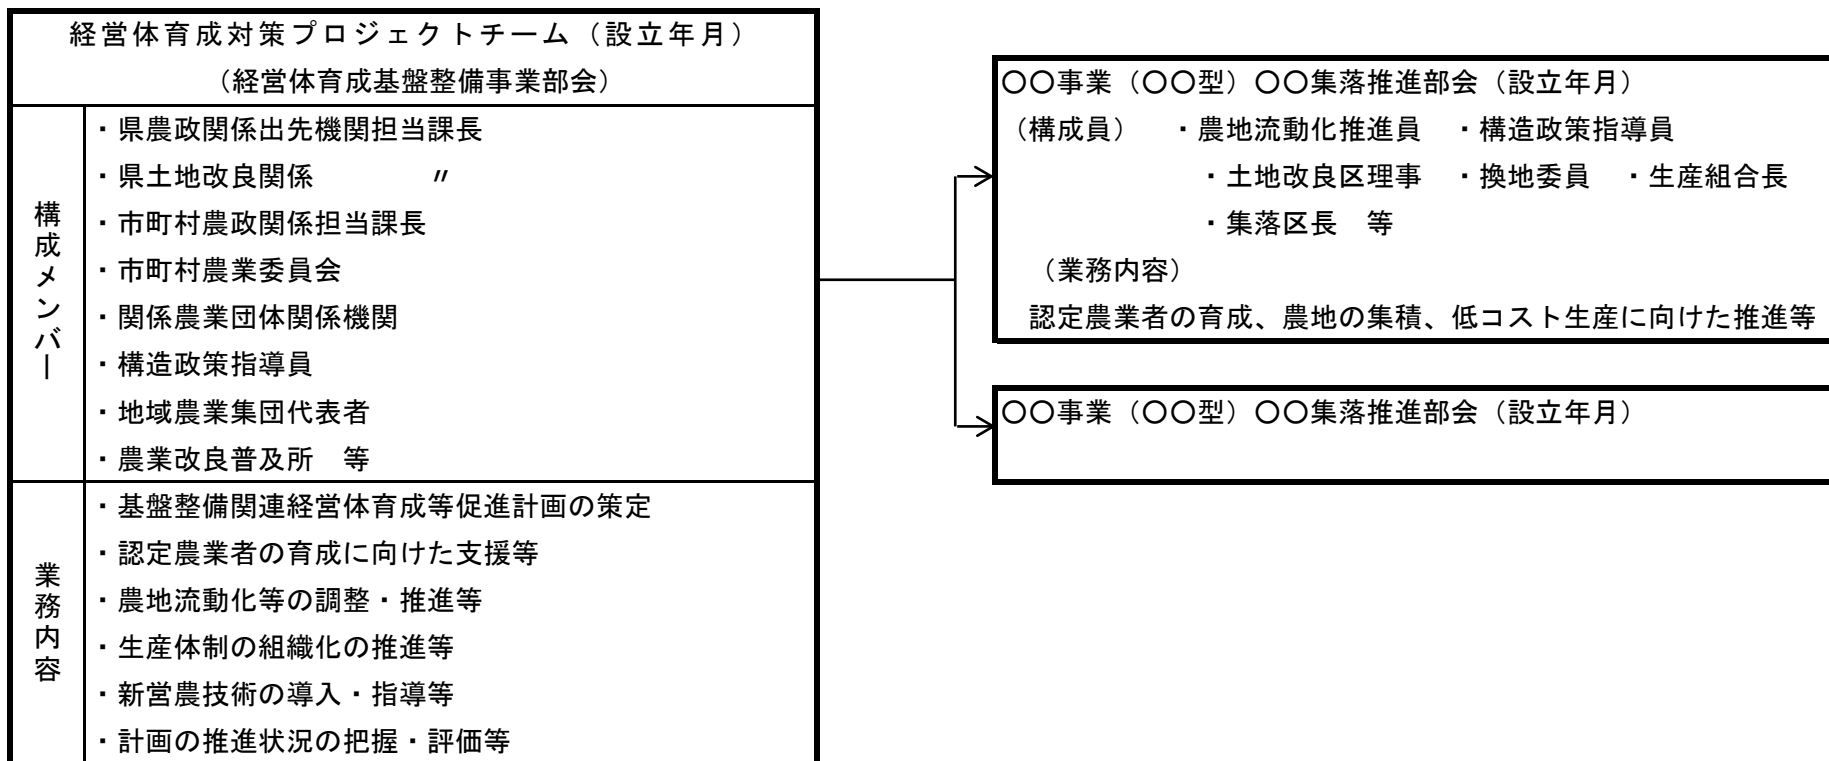 経営体育成対策プロジェクトチーム（設立年月）
（経営体育成基盤整備事業部会）
構成メンバー
・県農政関係出先機関担当課長
・県土地改良関係　　　　〃
・市町村農政関係担当課長
・市町村農業委員会
・関係農業団体関係機関
・構造政策指導員
・地域農業集団代表者
・農業改良普及所　等
業務内容
・基盤整備関連経営体育成等促進計画の策定
・認定農業者の育成に向けた支援等
・農地流動化等の調整・推進等
・生産体制の組織化の推進等
・新営農技術の導入・指導等
・計画の推進状況の把握・評価等
〇〇事業（〇〇型）〇〇集落推進部会（設立年月）
（構成員）　・農地流動化推進員　・構造政策指導員
・土地改良区理事　・換地委員　・生産組合長
・集落区長　等
（業務内容）
認定農業者の育成、農地の集積、低コスト生産に向けた推進等
〇〇事業（〇〇型）〇〇集落推進部会（設立年月）